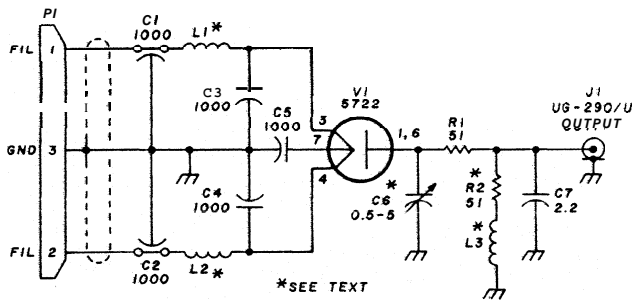 P1
C1
1000
L1*
FIL 1
C3
1000
C5
1000
V1
5722
J1
UG-290/U
OUTPUT
3
7
4
1,6
R1
51
GND 3
C4
1000
*
C6
0.5-5
*
R2
51
*
L3
C7
2.2
FIL 2
C2
1000
L2*
*SEE TEXT